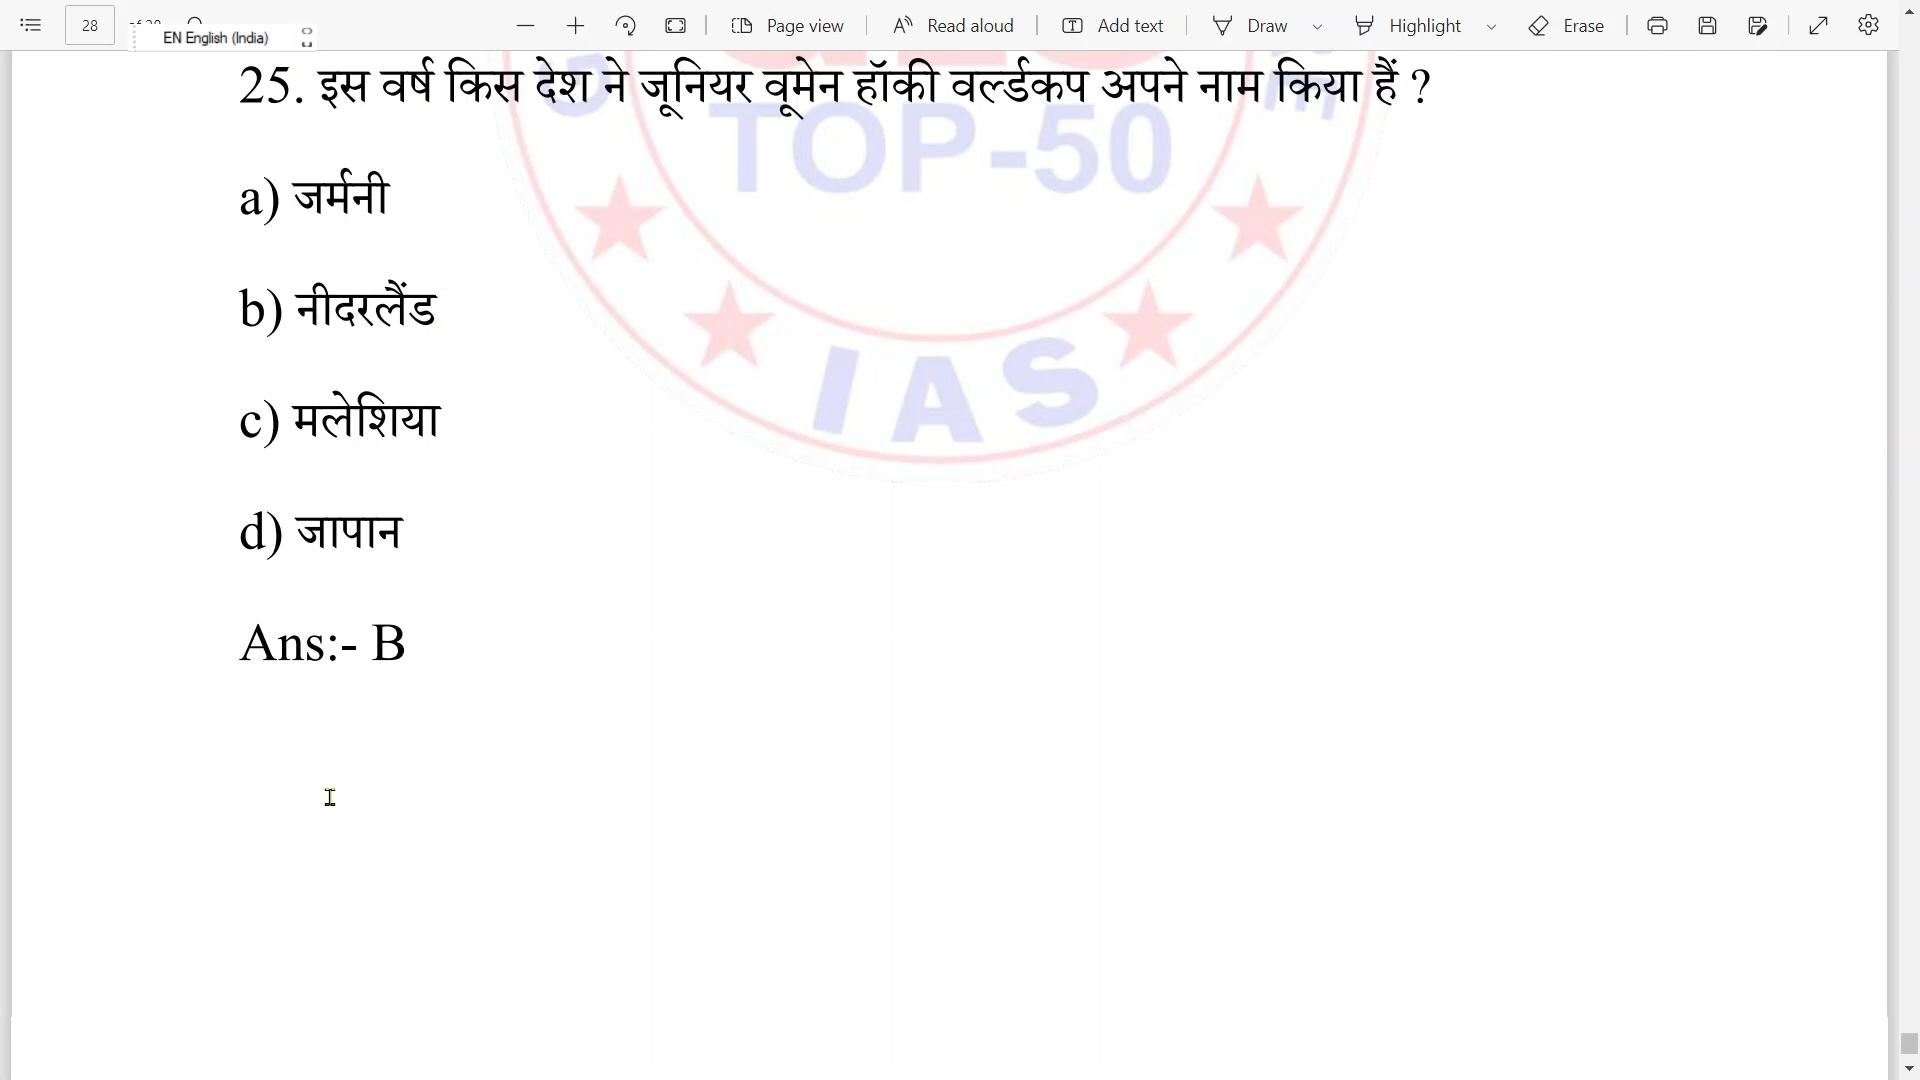 28
EN English (India)
Page view
Read aloud
Add text
Draw
Highlight
Erase
25. इस वर्ष किस देश ने जूनियर वूमेन हॉकी वर्ल्डकप अपने नाम किया हैं ?
TOP-50
a) जर्मनी
b) नीदरलैंड
IAS
c) मलेशिया
d) जापान
Ans:- B